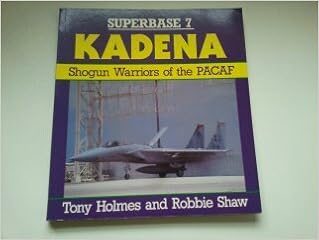 SUPERBASE 7
KADENA
Shogun Warriors of the PACAF
Tony Holmes and Robbie Shaw